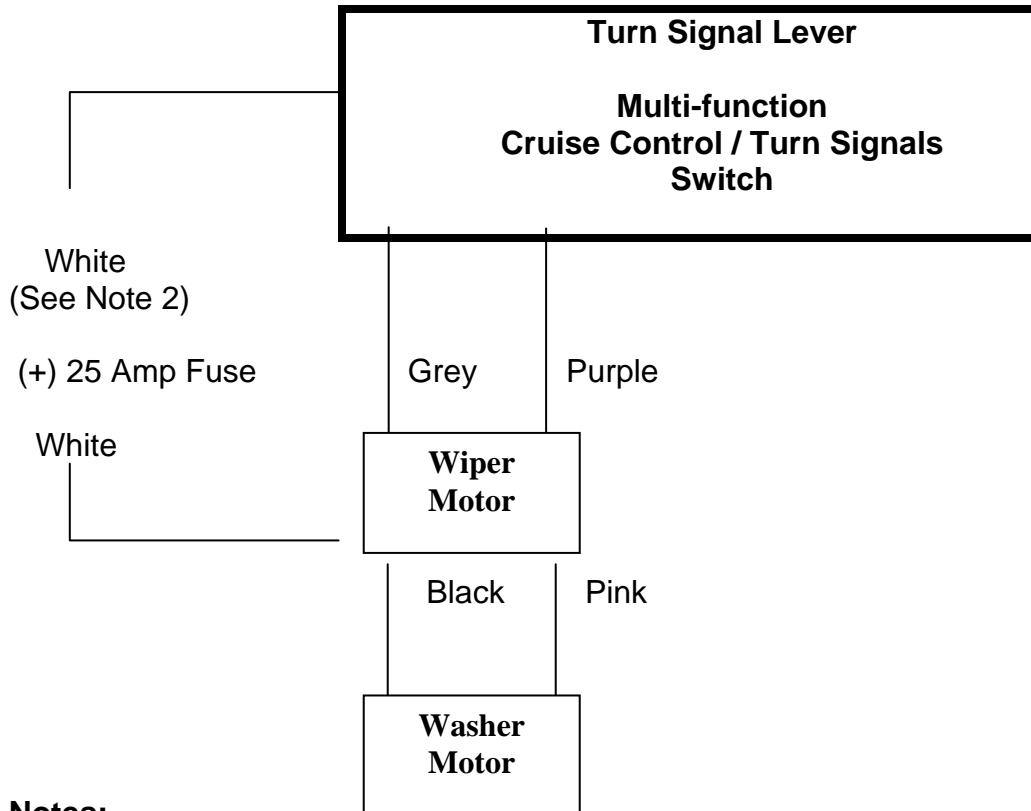 Turn Signal Lever
Multi-function
Cruise Control / Turn Signals
Switch
White
(See Note 2)
(+) 25 Amp Fuse
Grey
Purple
White
Wiper
Motor
Black
Pink
Washer
Motor
Notes: